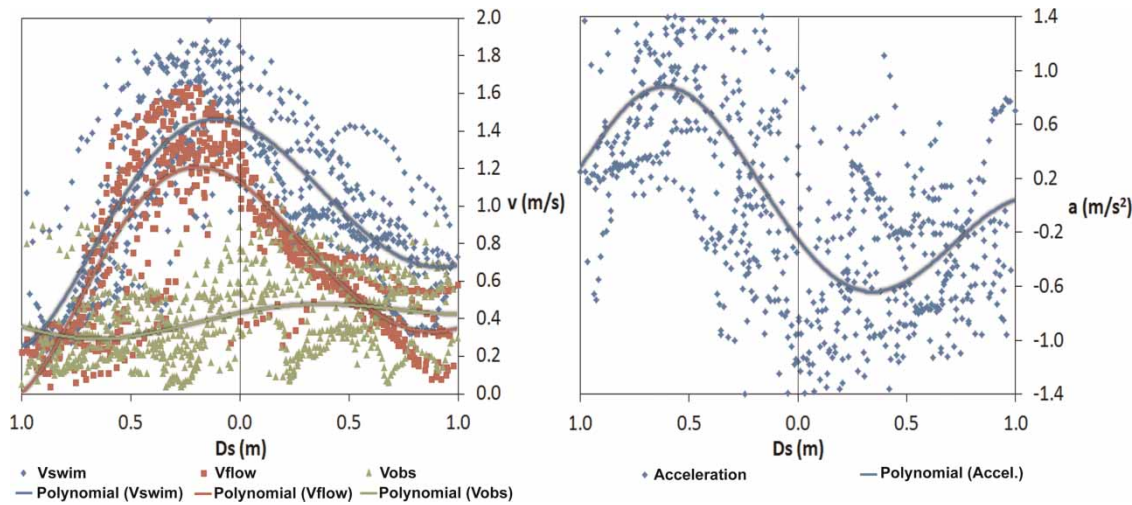 2.0
1.8
1.6
1.4
1.2
1.0
0.8
0.6
0.4
0.2
0.0
v (m/s)
1.0 0.5 0.0 0.5 1.0
Ds (m)
Vswim Vflow Vobs
Polynomial (Vswim) Polynomial (Vflow) Polynomial (Vobs)
1.4
1.0
0.6
0.2
-0.2
-0.6
-1.0
-1.4
a (m/s²)
1.0 0.5 0.0 0.5 1.0
Ds (m)
Acceleration Polynomial (Accel.)